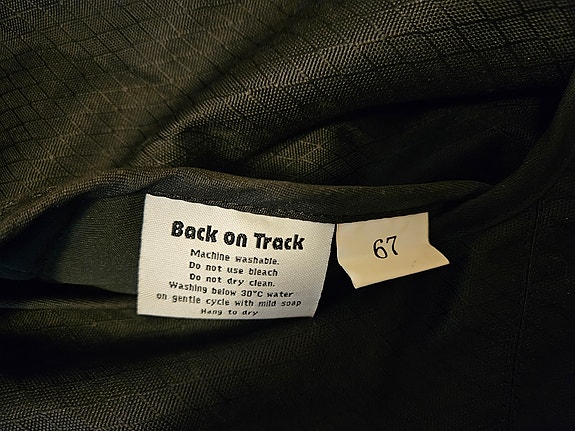 Back on Track
Machine washable.
Do not use bleach
Do not dry clean.
Washing below 30°C water
on gentle cycle with mild soap
Hang to dry
67